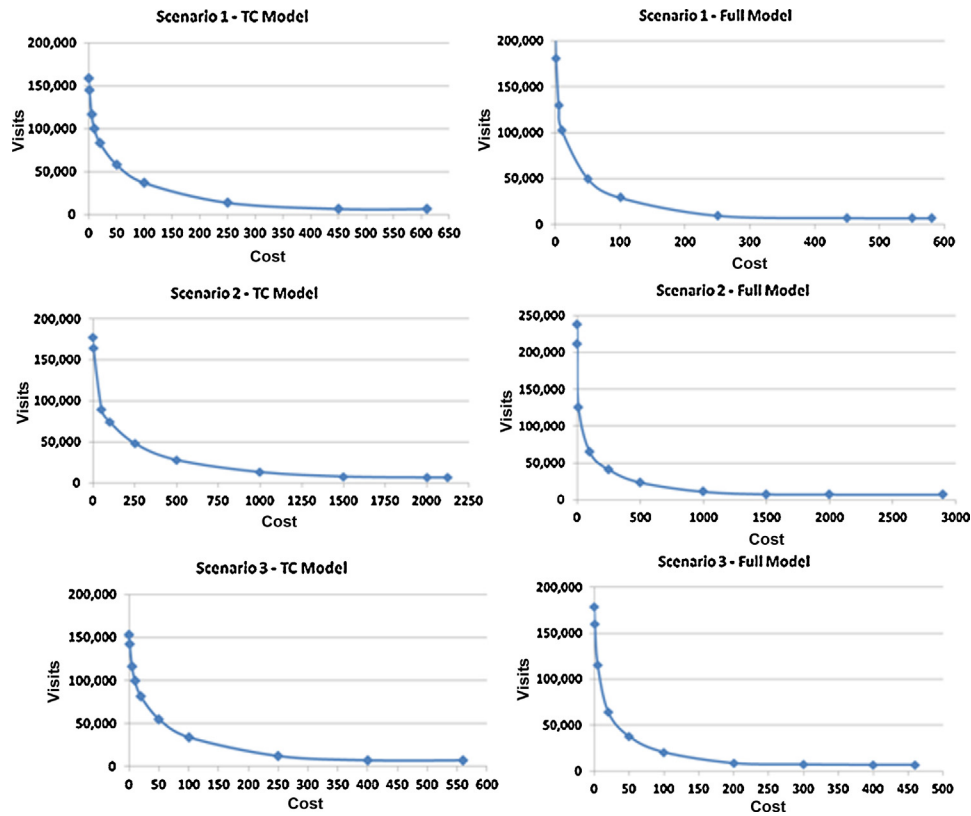 Scenario 1 - TC Model
200,000
150,000
100,000
50,000
0
Visits
0 50 100 150 200 250 300 350 400 450 500 550 600 650
Cost
Scenario 1 - Full Model
200,000
150,000
100,000
50,000
0
Visits
0 100 200 300 400 500 600
Cost
Scenario 2 - TC Model
200,000
150,000
100,000
50,000
0
Visits
0 250 500 750 1000 1250 1500 1750 2000 2250
Cost
Scenario 2 - Full Model
250,000
200,000
150,000
100,000
50,000
0
Visits
0 500 1000 1500 2000 2500 3000
Cost
Scenario 3 - TC Model
200,000
150,000
100,000
50,000
0
Visits
0 50 100 150 200 250 300 350 400 450 500 550 600
Cost
Scenario 3 - Full Model
200,000
150,000
100,000
50,000
0
Visits
0 50 100 150 200 250 300 350 400 450 500
Cost